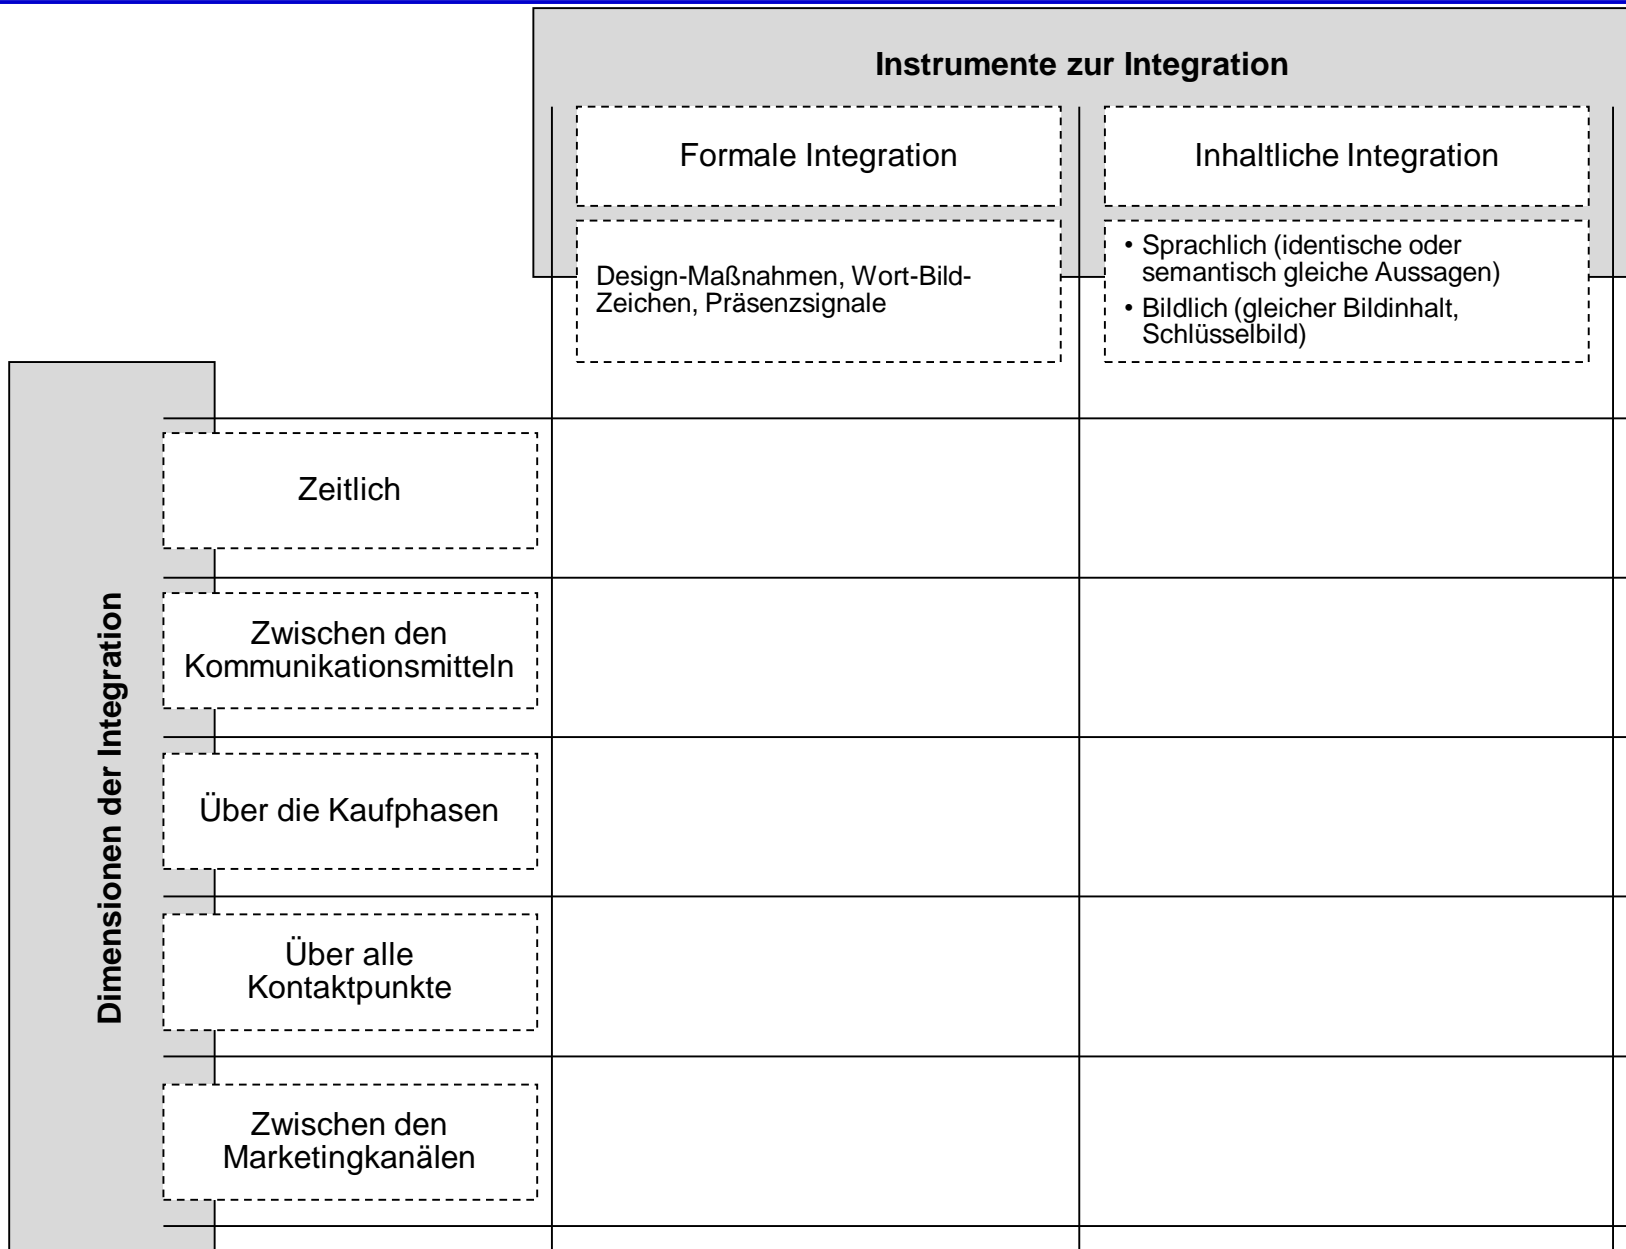 Instrumente zur Integration
Formale Integration
Inhaltliche Integration
Design-Maßnahmen, Wort-Bild-
Zeichen, Präsenzsignale
• Sprachlich (identische oder
semantisch gleiche Aussagen)
• Bildlich (gleicher Bildinhalt,
Schlüsselbild)
Dimensionen der Integration
Zeitlich
Zwischen den
Kommunikationsmitteln
Über die Kaufphasen
Über alle
Kontaktpunkte
Zwischen den
Marketingkanälen